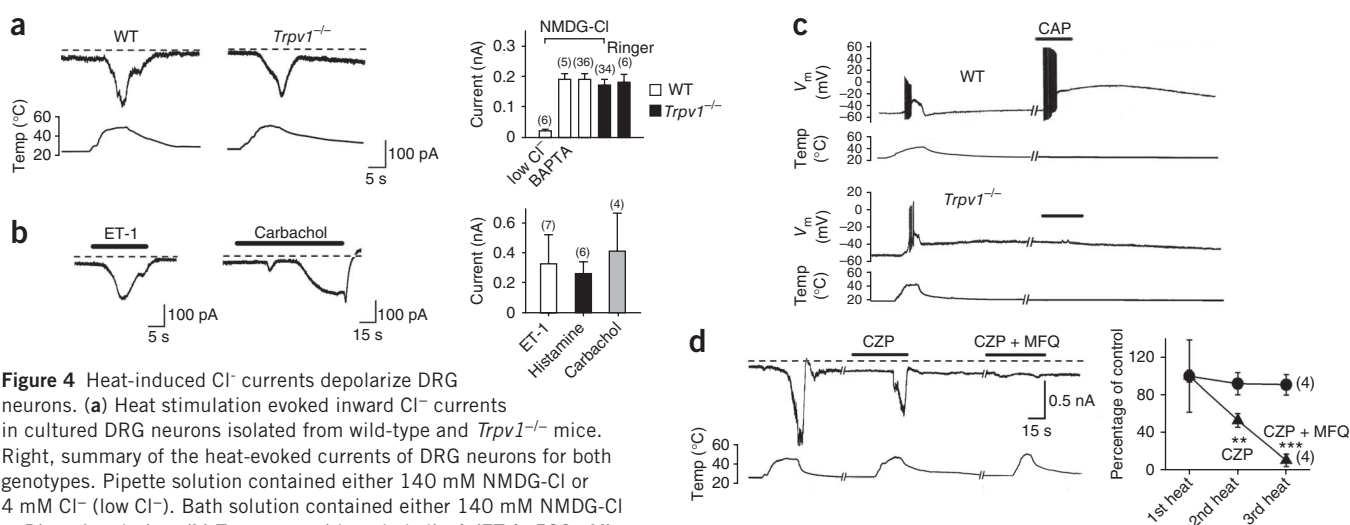 a
WT
Trpv1–/–
Temp (°C)
60
40
20
100 pA
5 s
NMDG-Cl
Ringer
Current (nA)
0.3
0.2
0.1
0
(6)
(5)
(36)
(34)
(6)
low Cl–
BAPTA
WT
Trpv1–/–
b
ET-1
Carbachol
100 pA
5 s
100 pA
15 s
Current (nA)
0.6
0.4
0.2
0
(7)
(6)
(4)
ET-1
Histamine
Carbachol
c
CAP
WT
Vm (mV)
60
40
20
0
–20
–40
–60
Temp (°C)
60
40
20
Trpv1–/–
Vm (mV)
20
0
–20
–40
–60
Temp (°C)
60
40
20
d
CZP
CZP + MFQ
0.5 nA
15 s
Temp (°C)
60
40
20
Percentage of control
120
80
40
0
(4)
CZP + MFQ
**
CZP
***
(4)
1st heat
2nd heat
3rd heat
Figure 4 Heat-induced Cl- currents depolarize DRG
neurons. (a) Heat stimulation evoked inward Cl– currents
in cultured DRG neurons isolated from wild-type and Trpv1–/– mice.
Right, summary of the heat-evoked currents of DRG neurons for both
genotypes. Pipette solution contained either 140 mM NMDG-Cl or
4 mM Cl– (low Cl–). Bath solution contained either 140 mM NMDG-Cl